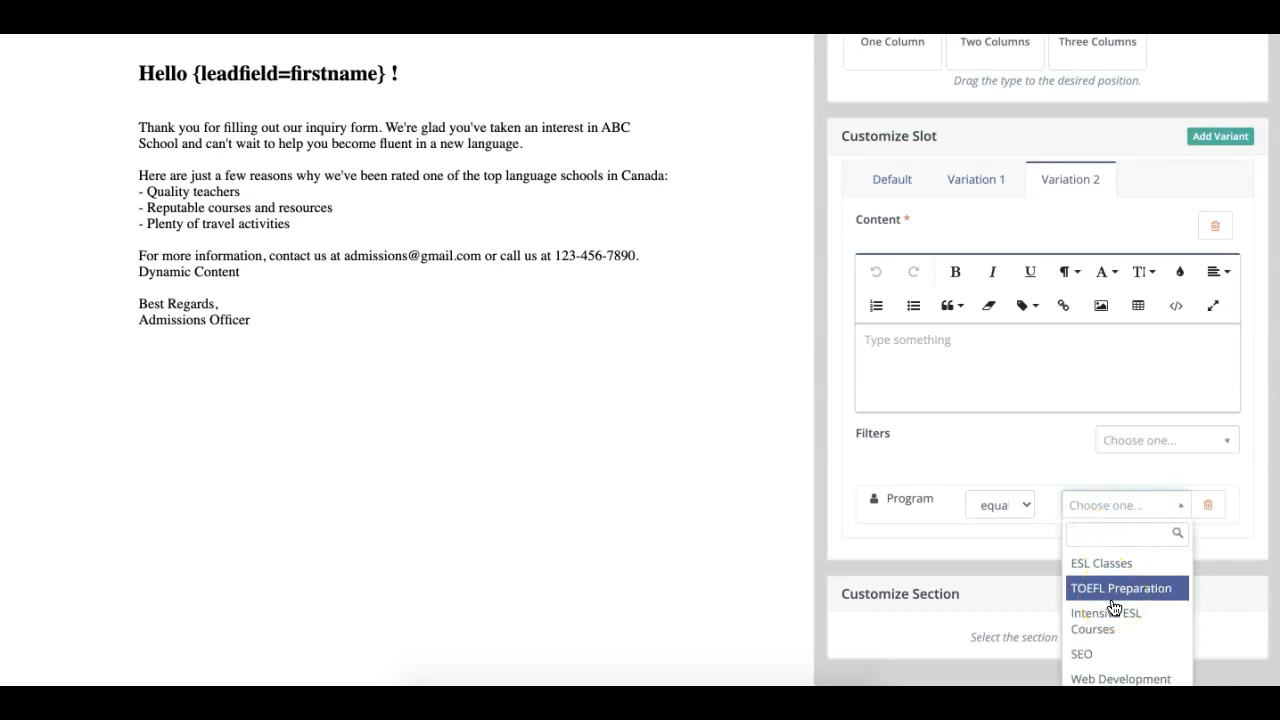 Hello {leadfield=firstname} !
Thank you for filling out our inquiry form. We're glad you've taken an interest in ABC
School and can't wait to help you become fluent in a new language.
Here are just a few reasons why we've been rated one of the top language schools in Canada:
- Quality teachers
- Reputable courses and resources
- Plenty of travel activities
For more information, contact us at admissions@gmail.com or call us at 123-456-7890.
Dynamic Content
Best Regards,
Admissions Officer
One Column Two Columns Three Columns
Drag the type to the desired position.
Customize Slot Add Variant
Default Variation 1 Variation 2
Content *
Type something
Filters Choose one...
Program equal Choose one...
ESL Classes
TOEFL Preparation
Intensive ESL
Courses
SEO
Web Development
Customize Section
Select the section